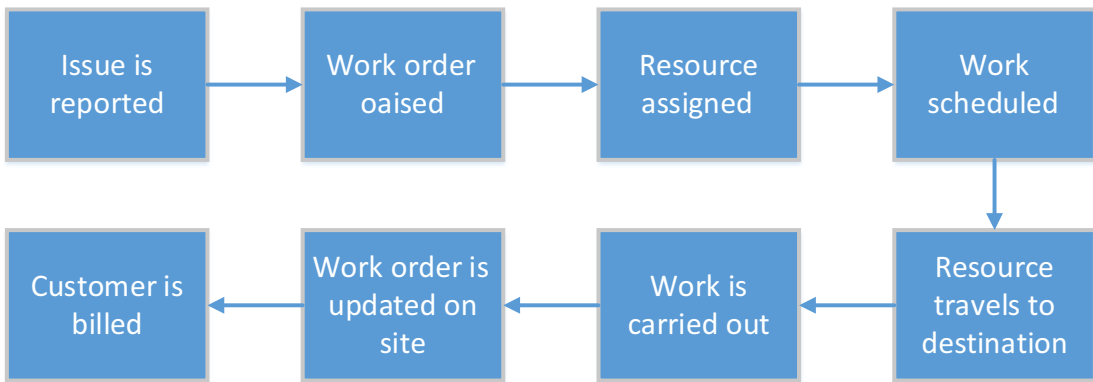 Issue is
reported
Work order
oaised
Resource
assigned
Work
scheduled
Resource
travels to
destination
Work is
carried out
Work order is
updated on
site
Customer is
billed